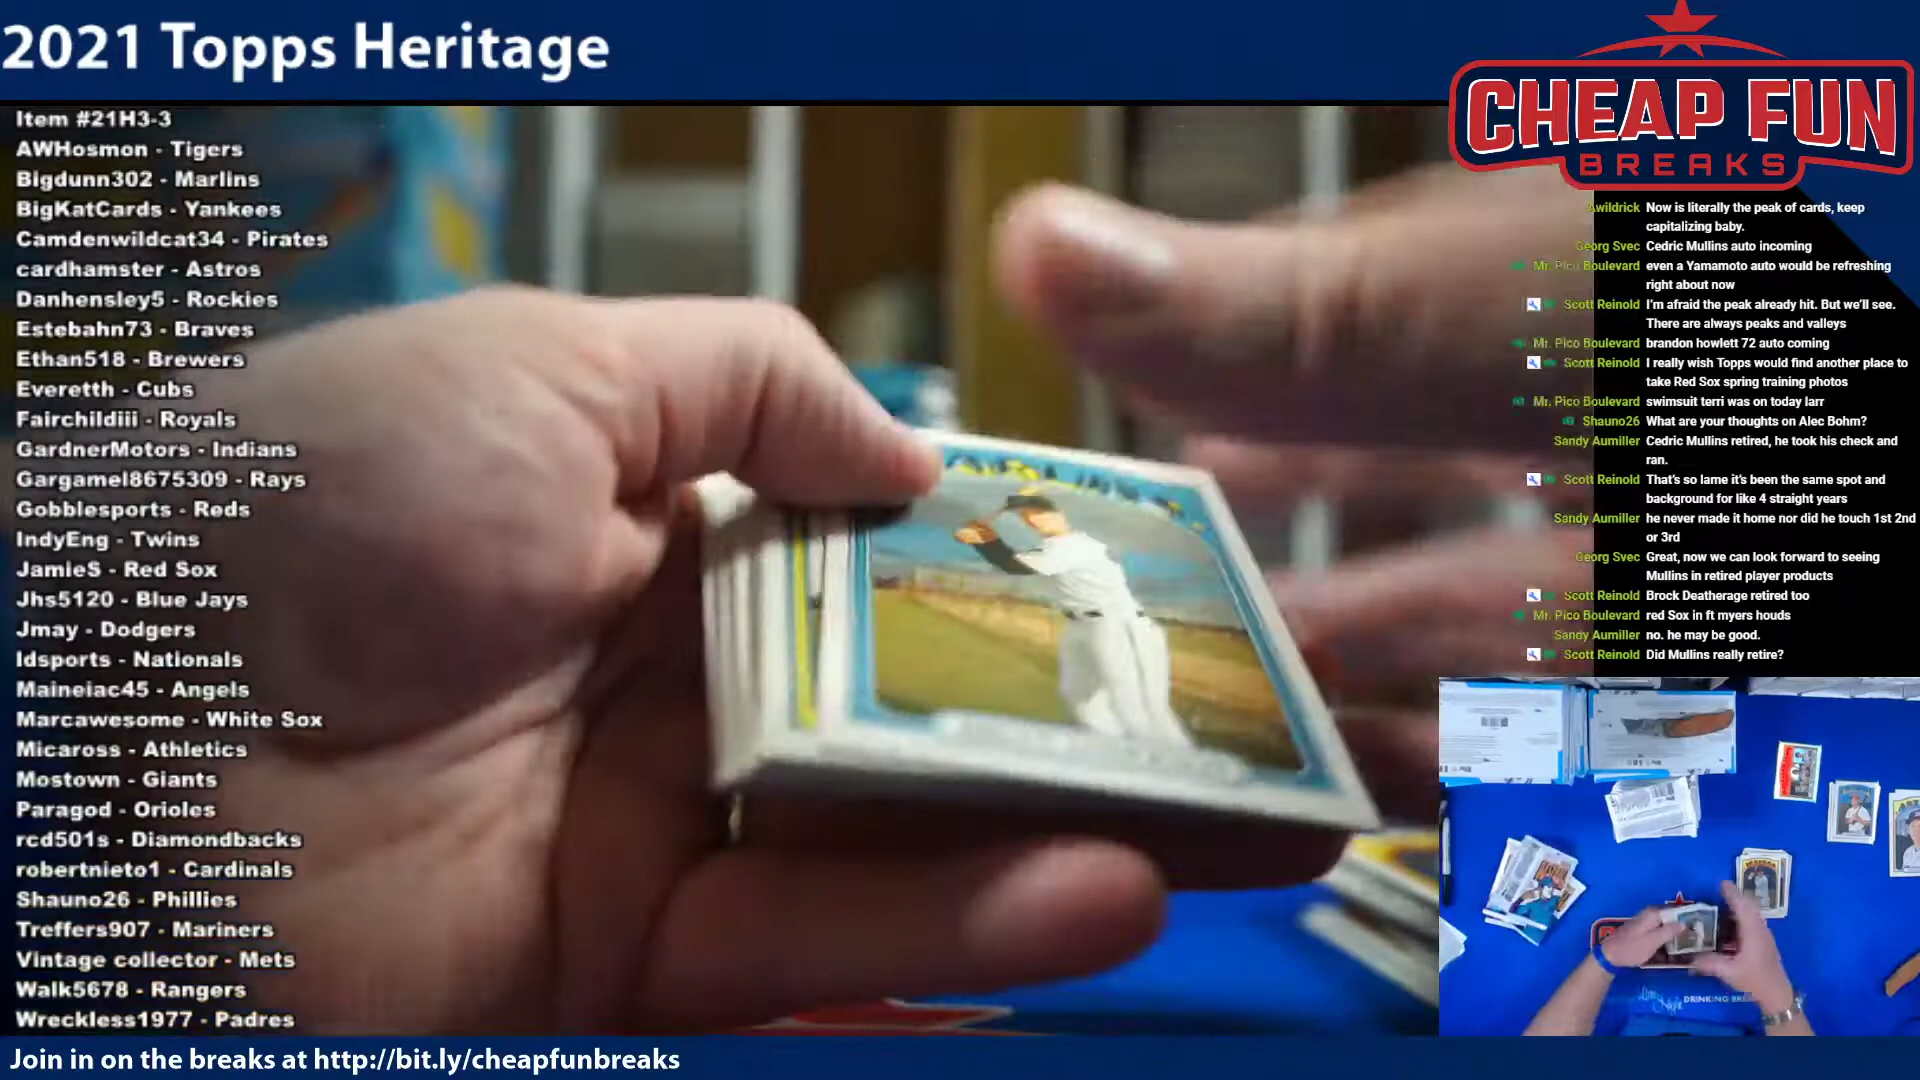 2021 Topps Heritage
CHEAP FUN
BREAKS
Item #21H3-3
AWHosmon - Tigers
Bigdunn302 - Marlins
BigKatCards - Yankees
Camdenwildcat34 - Pirates
cardhamster - Astros
Danhensley5 - Rockies
Estebahn73 - Braves
Ethan518 - Brewers
Everetth - Cubs
Fairchildiii - Royals
GardnerMotors - Indians
Gargamel8675309 - Rays
Gobblesports - Reds
IndyEng - Twins
JamieS - Red Sox
Jhs5120 - Blue Jays
Jmay - Dodgers
ldsports - Nationals
Maineiac45 - Angels
Marcawesome - White Sox
Micaross - Athletics
Mostown - Giants
Paragod - Orioles
rcd501s - Diamondbacks
robertnieto1 - Cardinals
Shauno26 - Phillies
Treffers907 - Mariners
Vintage collector - Mets
Walk5678 - Rangers
Wreckless1977 - Padres
Awildrick Now is literally the peak of cards, keep
capitalizing baby.
Georg Svec Cedric Mullins auto incoming
Mr. Pico Boulevard even a Yamamoto auto would be refreshing
right about now
Scott Reinold I'm afraid the peak already hit. But we'll see.
There are always peaks and valleys
Mr. Pico Boulevard brandon howlett 72 auto coming
Scott Reinold I really wish Topps would find another place to
take Red Sox spring training photos
Mr. Pico Boulevard swimsuit terri was on today larr
Shauno26 What are your thoughts on Alec Bohm?
Sandy Aumiller Cedric Mullins retired, he took his check and
ran.
Scott Reinold That's so lame it's been the same spot and
background for like 4 straight years
Sandy Aumiller he never made it home nor did he touch 1st 2nd
or 3rd
Georg Svec Great, now we can look forward to seeing
Mullins in retired player products
Scott Reinold Brock Deatherage retired too
Mr. Pico Boulevard red Sox in ft myers houds
Sandy Aumiller no. he may be good.
Scott Reinold Did Mullins really retire?
DRINKING
Join in on the breaks at http://bit.ly/cheapfunbreaks